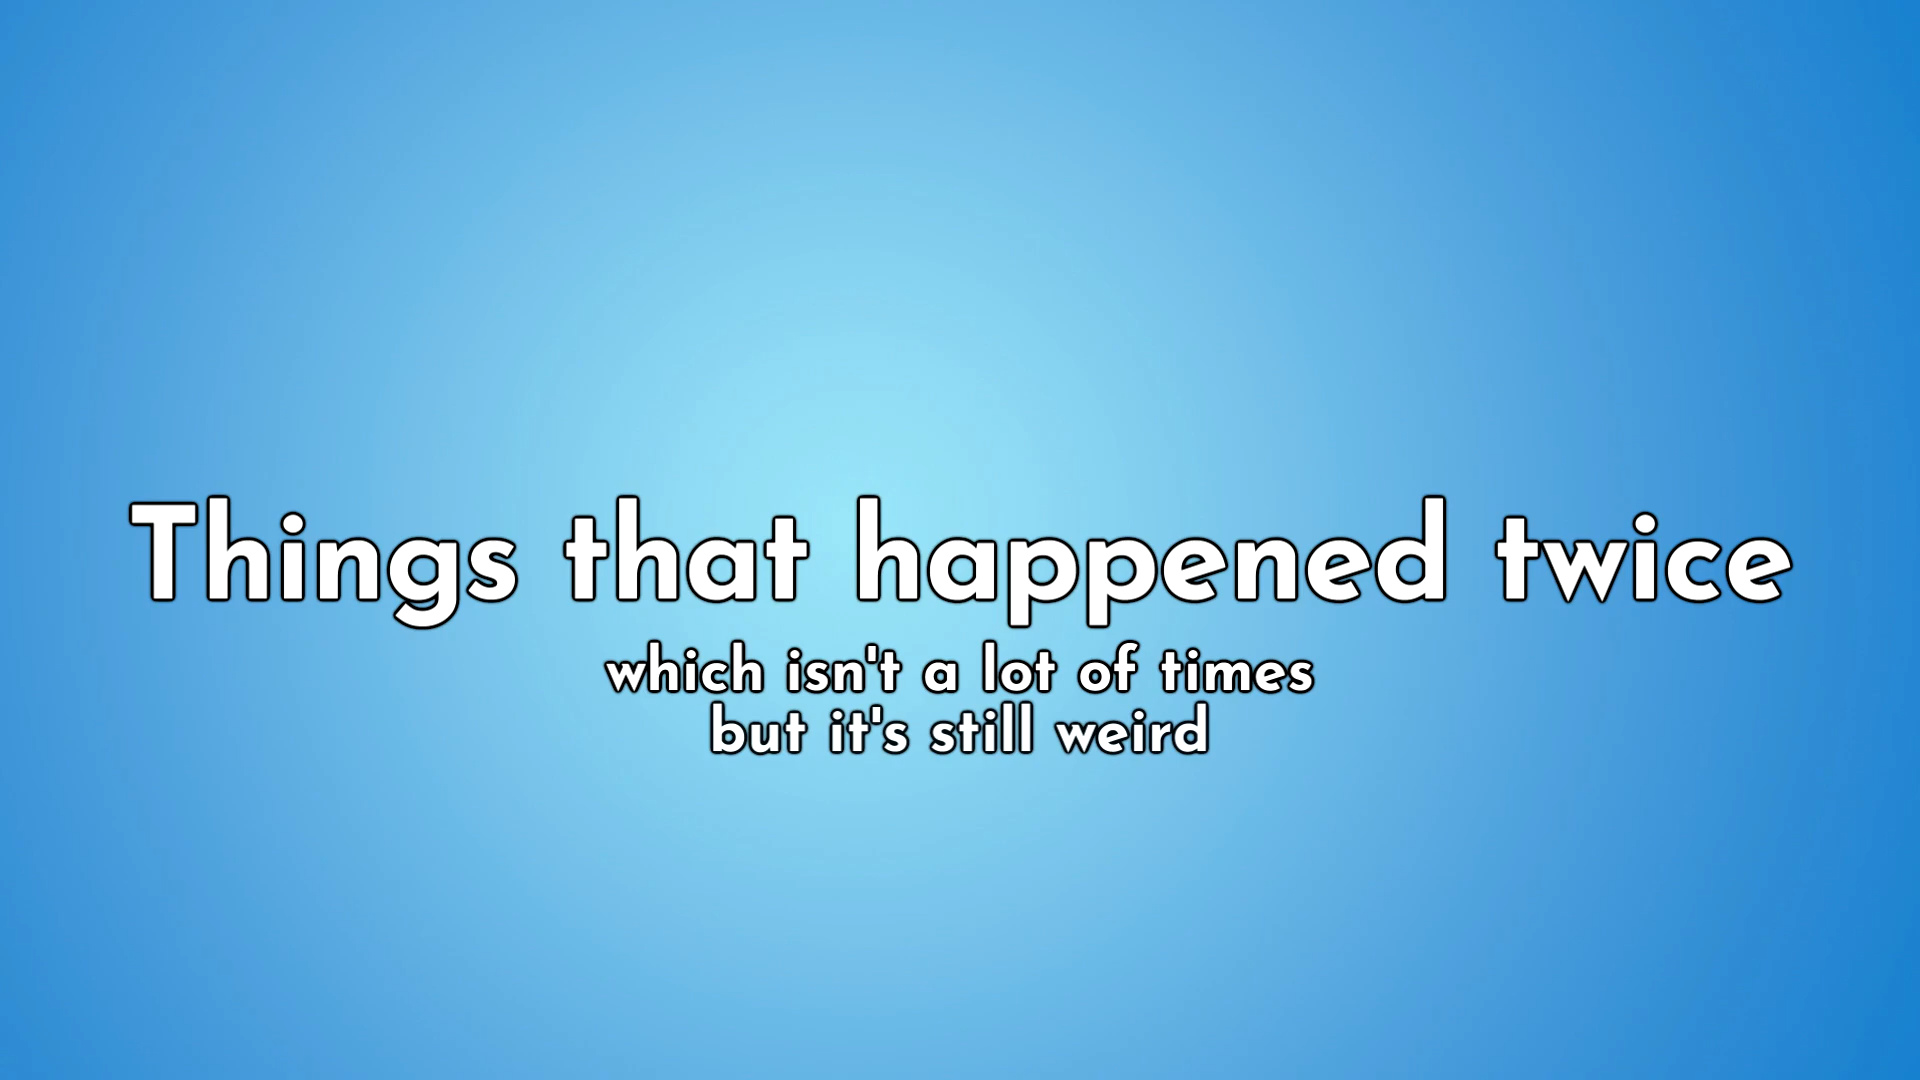 Things that happened twice
which isn't a lot of times
but it's still weird